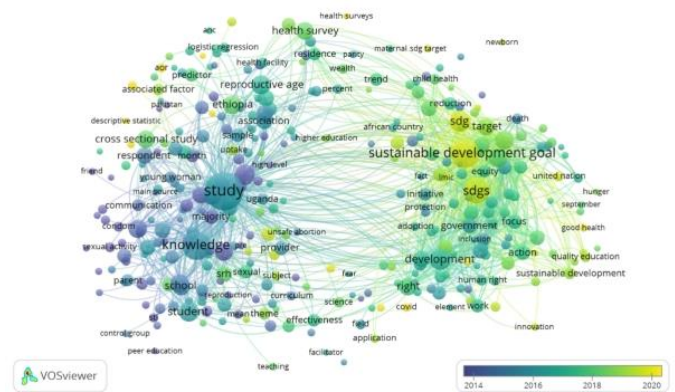 health surveys
aor
health survey
newborn
logistic regression
residence
parity
maternal sdg target
health facility
aor
predictor
wealth
trend
child health
associated factor
reproductive age
percent
pakistan
ethiopia
reduction
descriptive statistic
association
african country
sdg
target
death
cross sectional study
sample
higher education
uptake
respondent
month
sustainable development goal
friend
high level
fact
lmic
equity
united nation
young woman
main source
study
sdgs
hunger
communication
uganda
initiative
protection
september
majority
condom
unsafe abortion
adoption
government
focus
good health
sexual activity
knowledge
provider
inclusion
action
quality education
development
parent
srh
sexual
subject
fear
human right
sustainable development
school
reproduction
curriculum
right
science
covid
element
work
sti
student
mean
theme
effectiveness
field
innovation
control group
application
peer education
facilitator
teaching
VOSviewer
2014
2016
2018
2020